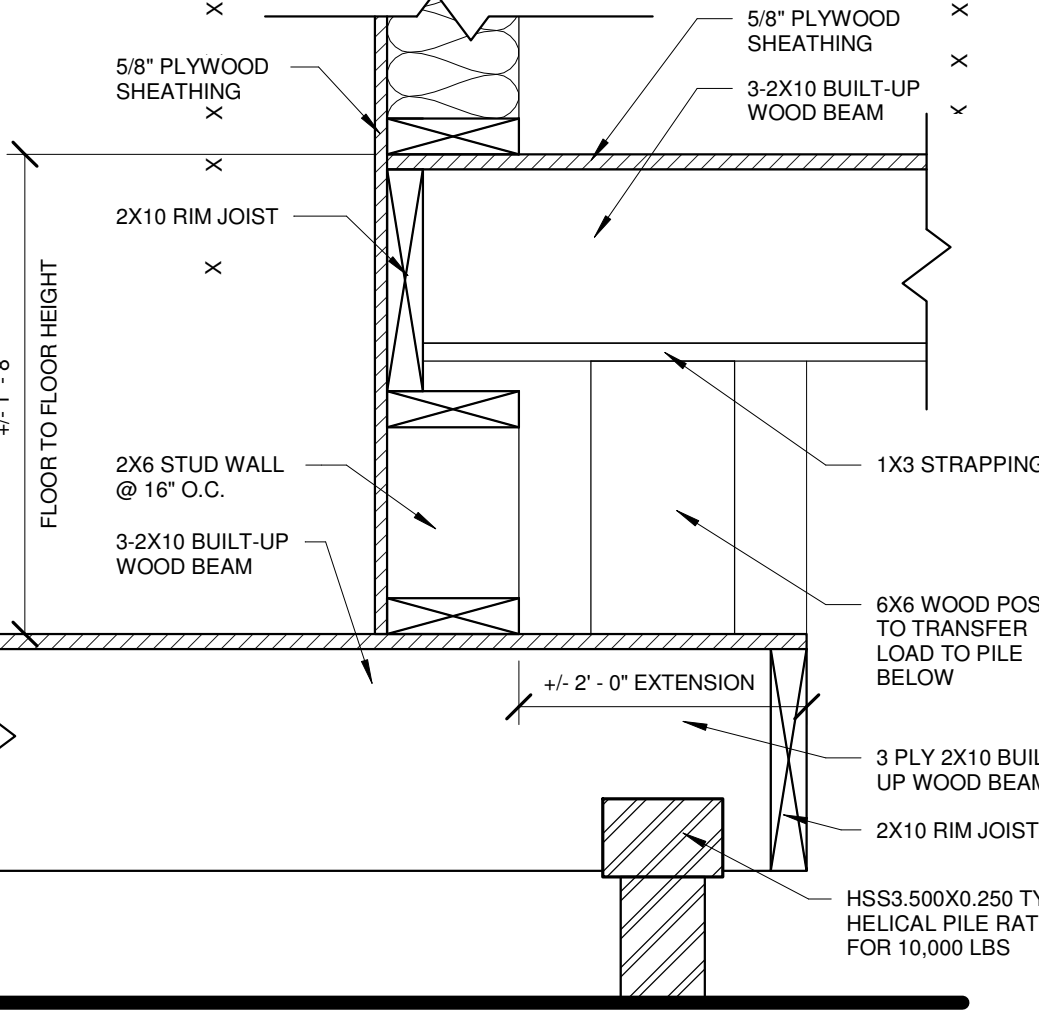 5/8" PLYWOOD
SHEATHING
3-2X10 BUILT-UP
WOOD BEAM
5/8" PLYWOOD
SHEATHING
X
X
X
X
X
X
X
2X10 RIM JOIST
FLOOR TO FLOOR HEIGHT
2X6 STUD WALL
@ 16" O.C.
3-2X10 BUILT-UP
WOOD BEAM
1X3 STRAPPING
6X6 WOOD POS
TO TRANSFER
LOAD TO PILE
BELOW
+/- 2' - 0" EXTENSION
3 PLY 2X10 BUIL
UP WOOD BEAM
2X10 RIM JOIST
HSS3.500X0.250 TY
HELICAL PILE RAT
FOR 10,000 LBS